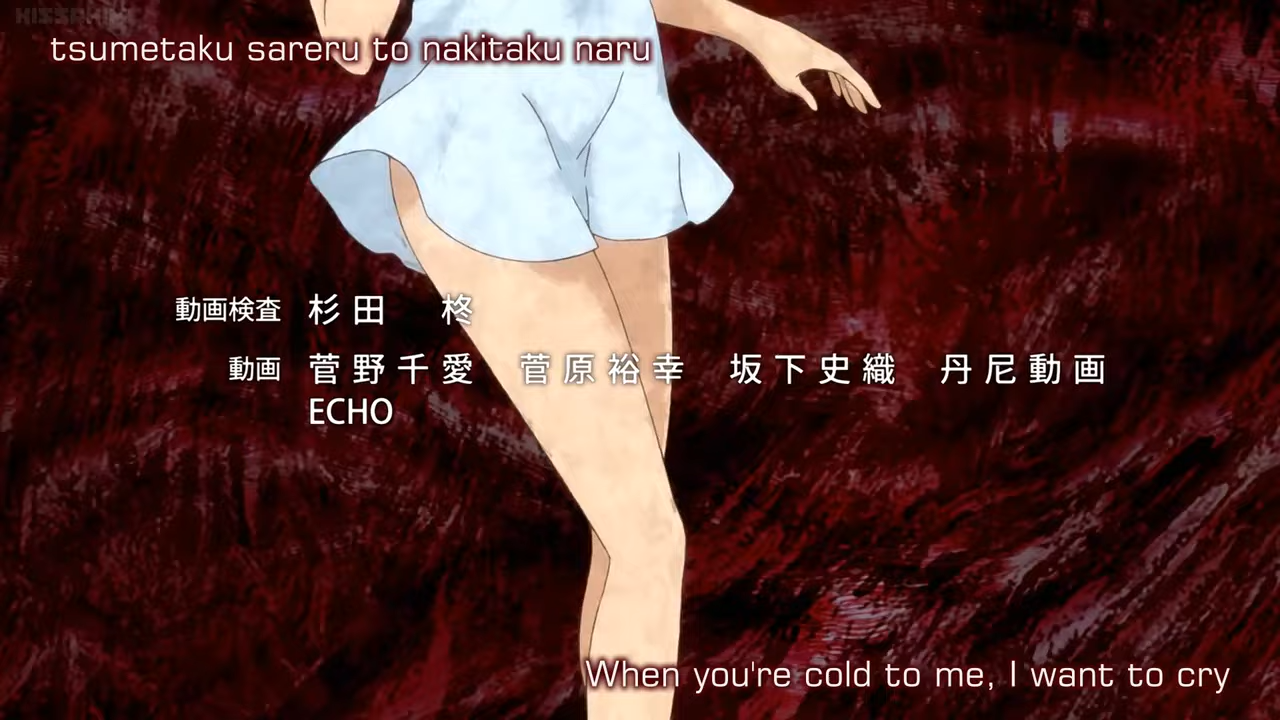 KISSANIME
tsumetaku sareru to nakitaku naru
動画検査 杉田 柊
動画 菅野千愛 菅原裕幸 坂下史織 丹尼動画
ECHO
When you're cold to me, I want to cry